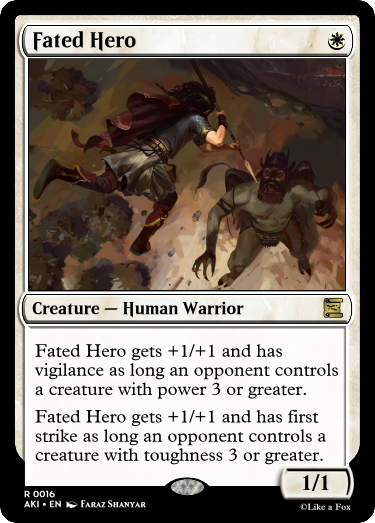 Fated Hero
Creature — Human Warrior
Fated Hero gets +1/+1 and has
vigilance as long an opponent controls
a creature with power 3 or greater.
Fated Hero gets +1/+1 and has first
strike as long an opponent controls a
creature with toughness 3 or greater.
1/1
R 0016
AKI • EN Faraz Shanyar
©Like a Fox